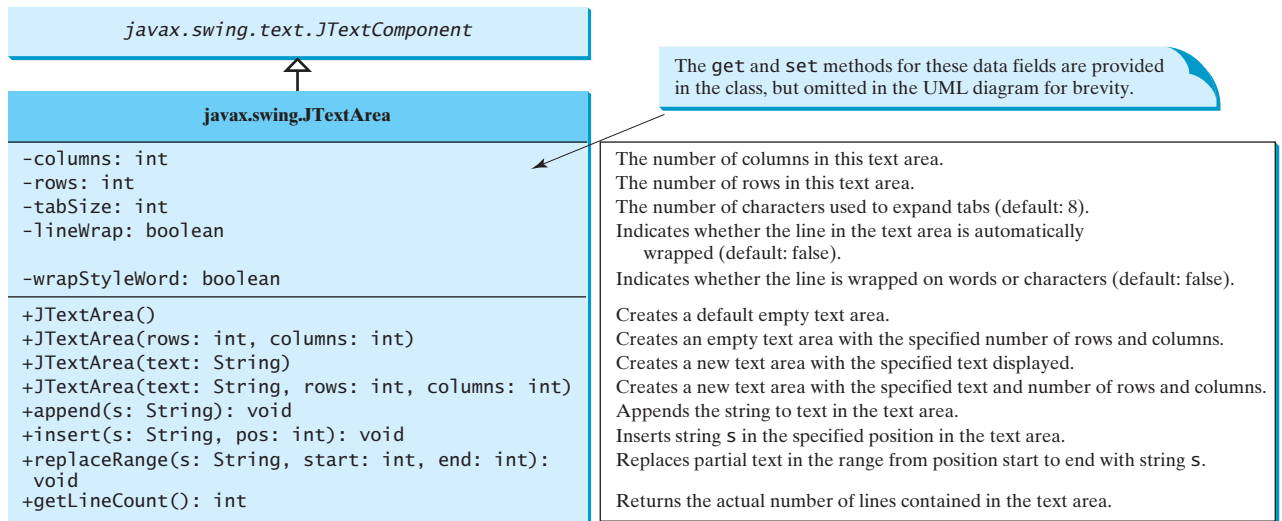 javax.swing.text.JTextComponent
The get and set methods for these data fields are provided
in the class, but omitted in the UML diagram for brevity.
javax.swing.JTextArea
-columns: int
The number of columns in this text area.
-rows: int
The number of rows in this text area.
-tabSize: int
The number of characters used to expand tabs (default: 8).
-lineWrap: boolean
Indicates whether the line in the text area is automatically
wrapped (default: false).
-wrapStyleWord: boolean
Indicates whether the line is wrapped on words or characters (default: false).
+JTextArea()
Creates a default empty text area.
+JTextArea(rows: int, columns: int)
Creates an empty text area with the specified number of rows and columns.
+JTextArea(text: String)
Creates a new text area with the specified text displayed.
+JTextArea(text: String, rows: int, columns: int)
Creates a new text area with the specified text and number of rows and columns.
+append(s: String): void
Appends the string to text in the text area.
+insert(s: String, pos: int): void
Inserts string s in the specified position in the text area.
+replaceRange(s: String, start: int, end: int):
void
Replaces partial text in the range from position start to end with string s.
+getLineCount(): int
Returns the actual number of lines contained in the text area.